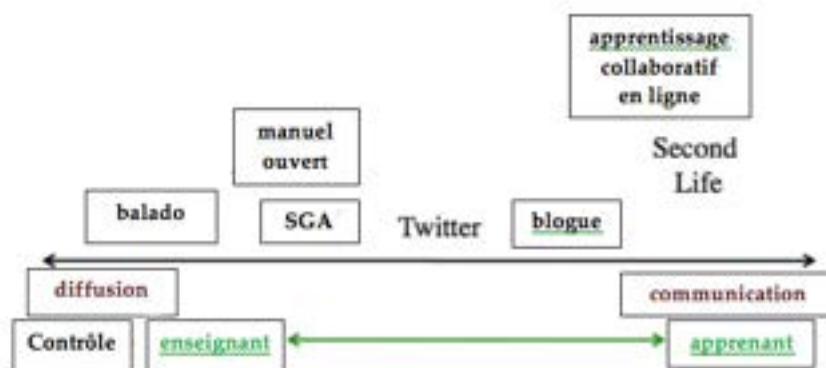 apprentissage
collaboratif
en ligne
manuel
ouvert
Second
Life
balado
SGA
Twitter
blogue
diffusion
communication
Contrôle
enseignant
apprenant